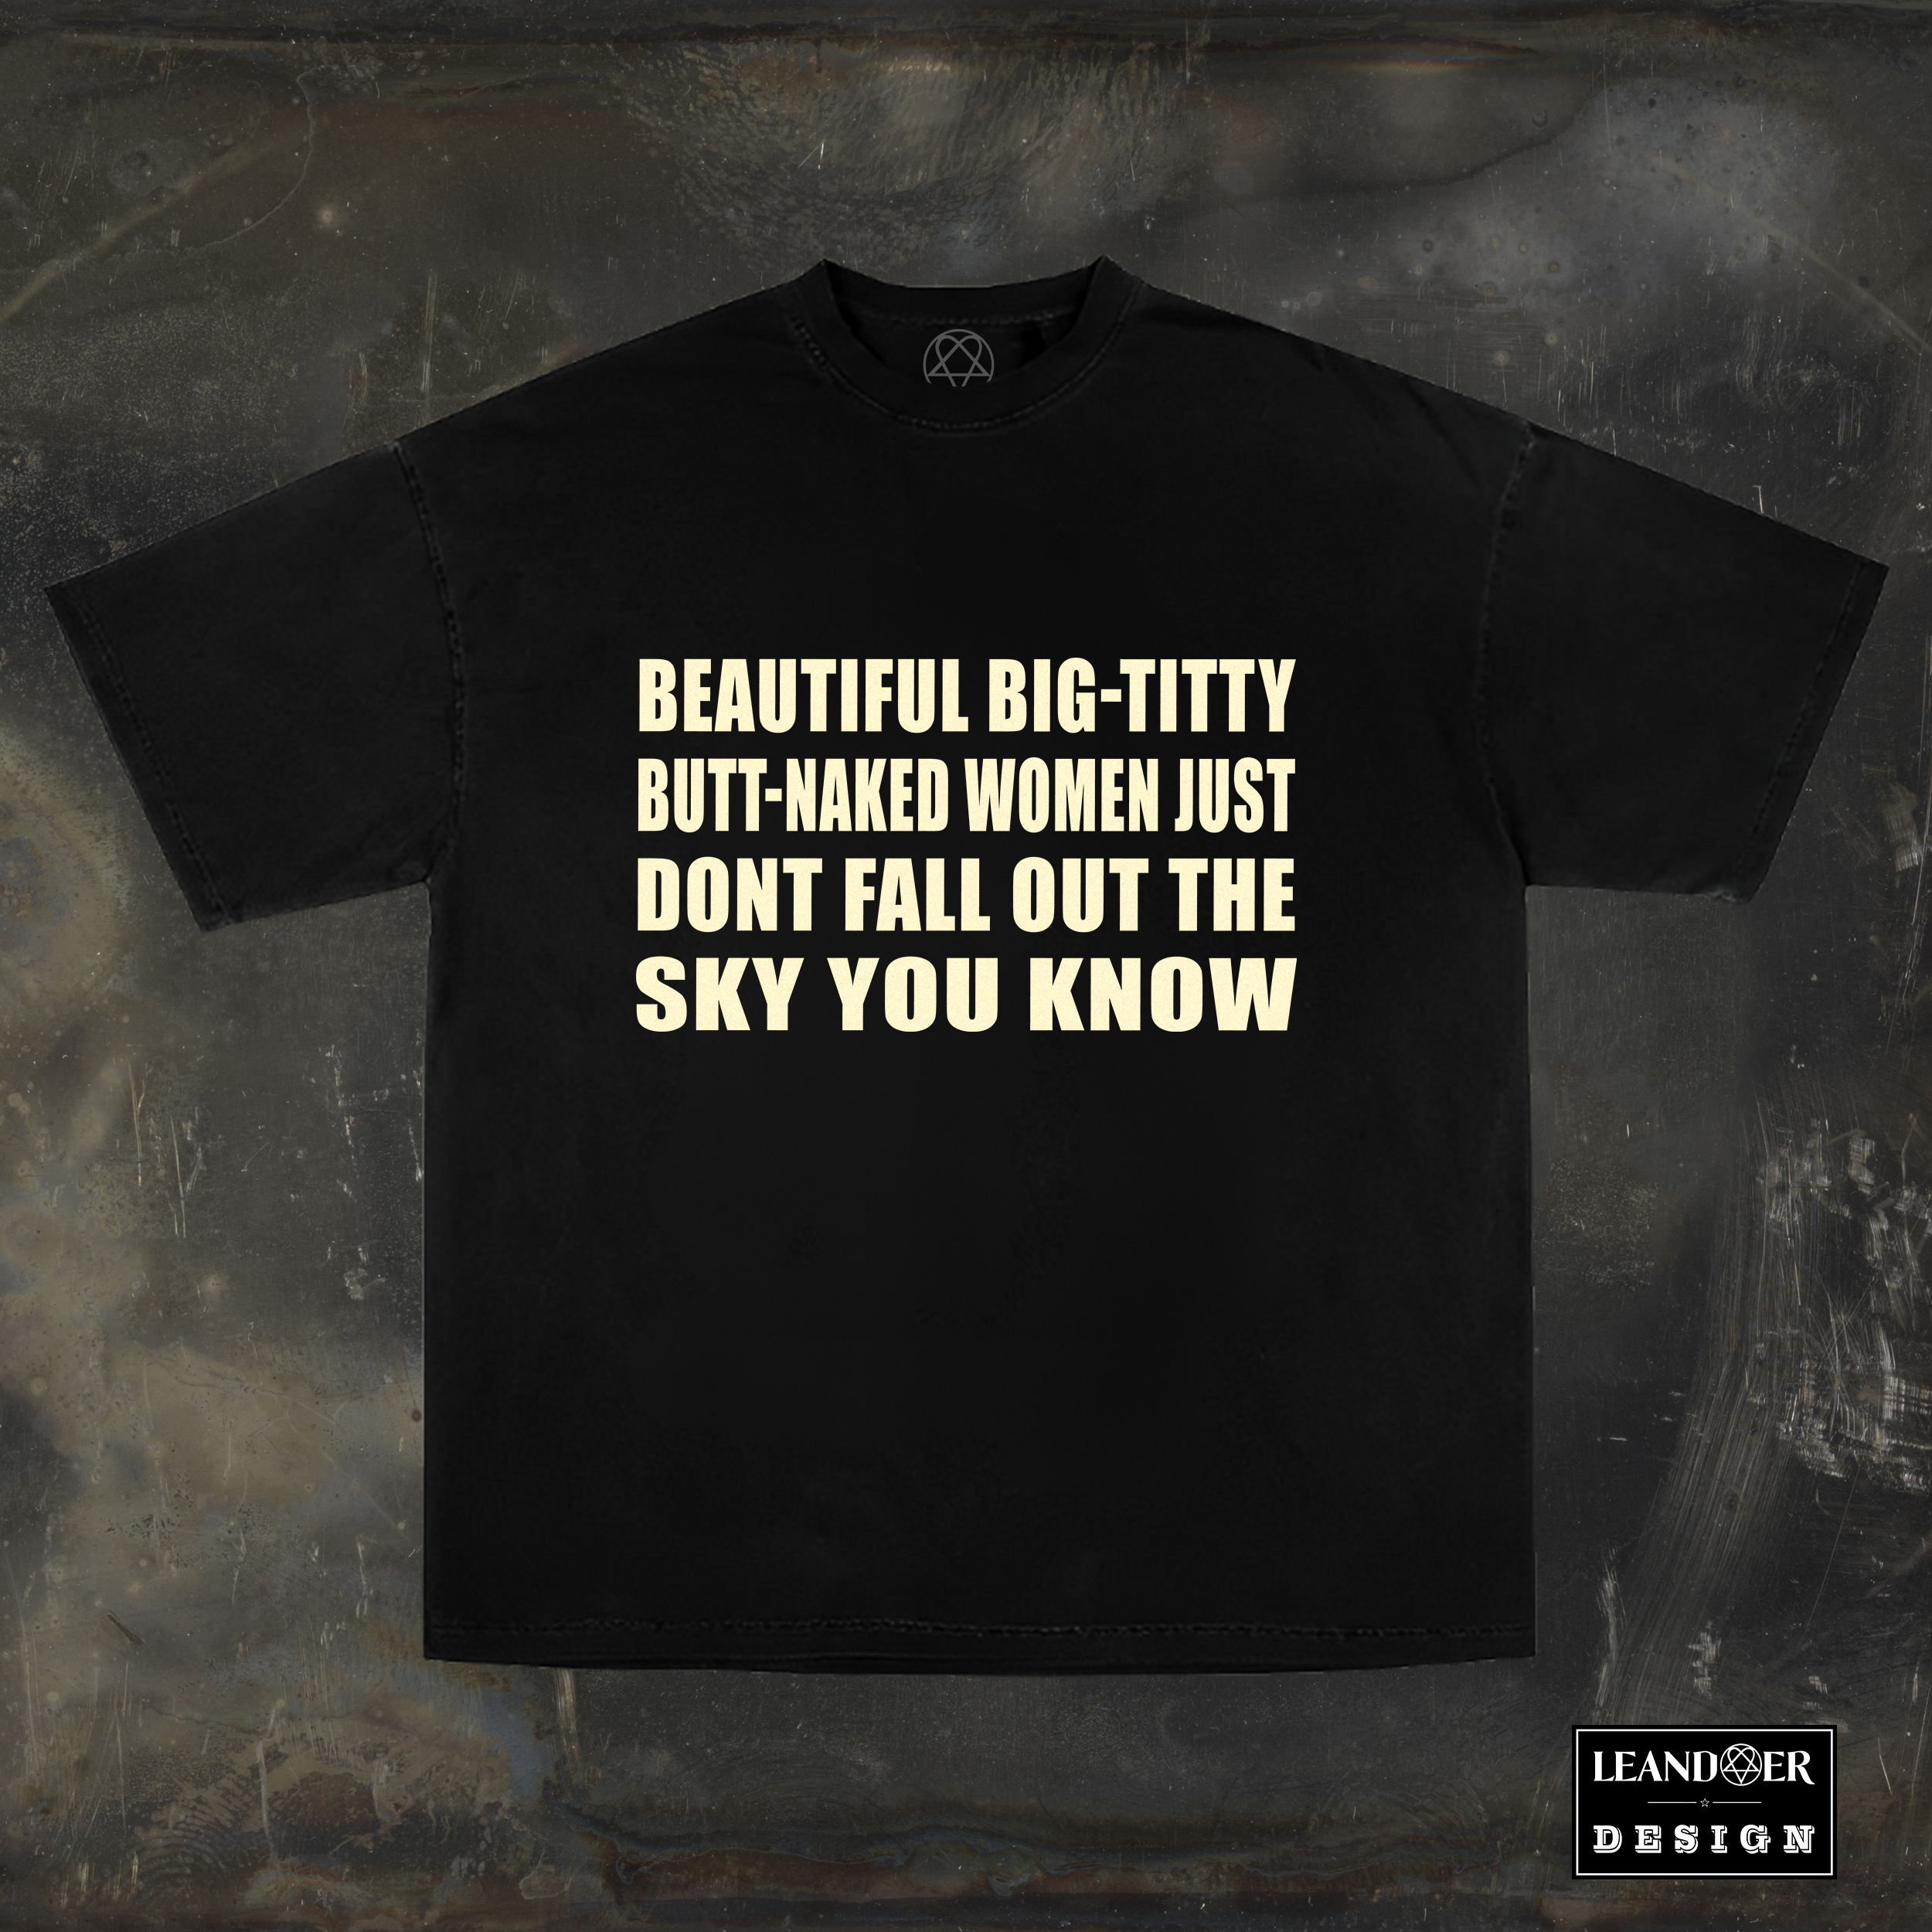 BEAUTIFUL BIG-TITTY
BUTT-NAKED WOMEN JUST
DONT FALL OUT THE
SKY YOU KNOW
LEANDER
DESIGN